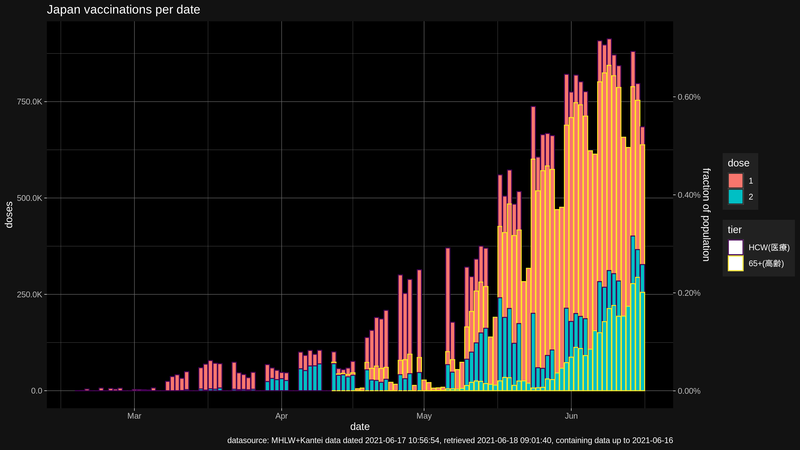 Japan vaccinations per date
doses
750.0K
500.0K
250.0K
0.0
0.60%
0.40%
0.20%
0.00%
fraction of population
Mar
Apr
May
Jun
date
dose
1
2
tier
HCW(医療)
65+(高齢)
datasource: MHLW+Kantei data dated 2021-06-17 10:56:54, retrieved 2021-06-18 09:01:40, containing data up to 2021-06-16